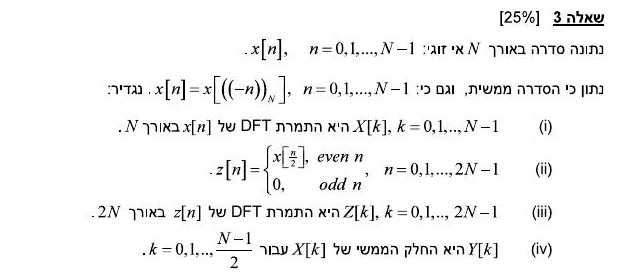 שאלה 3 [25%]
נתונה סדרה באורך N אי זוגי: x[n], n=0,1,...,N−1.
נתון כי הסדרה ממשית, וגם כי: x[n]=x[((−n))_N], n=0,1,...,N−1. נגדיר:
(i) X[k], k=0,1,..,N−1 היא התמרת DFT של x[n] באורך N.
(ii) z[n]={x[n/2], even n; 0, odd n, n=0,1,...,2N−1.
(iii) Z[k], k=0,1,.., 2N−1 היא התמרת DFT של z[n] באורך 2N.
(iv) Y[k] היא החלק הממשי של X[k] עבור k=0,1,..,(N−1)/2.